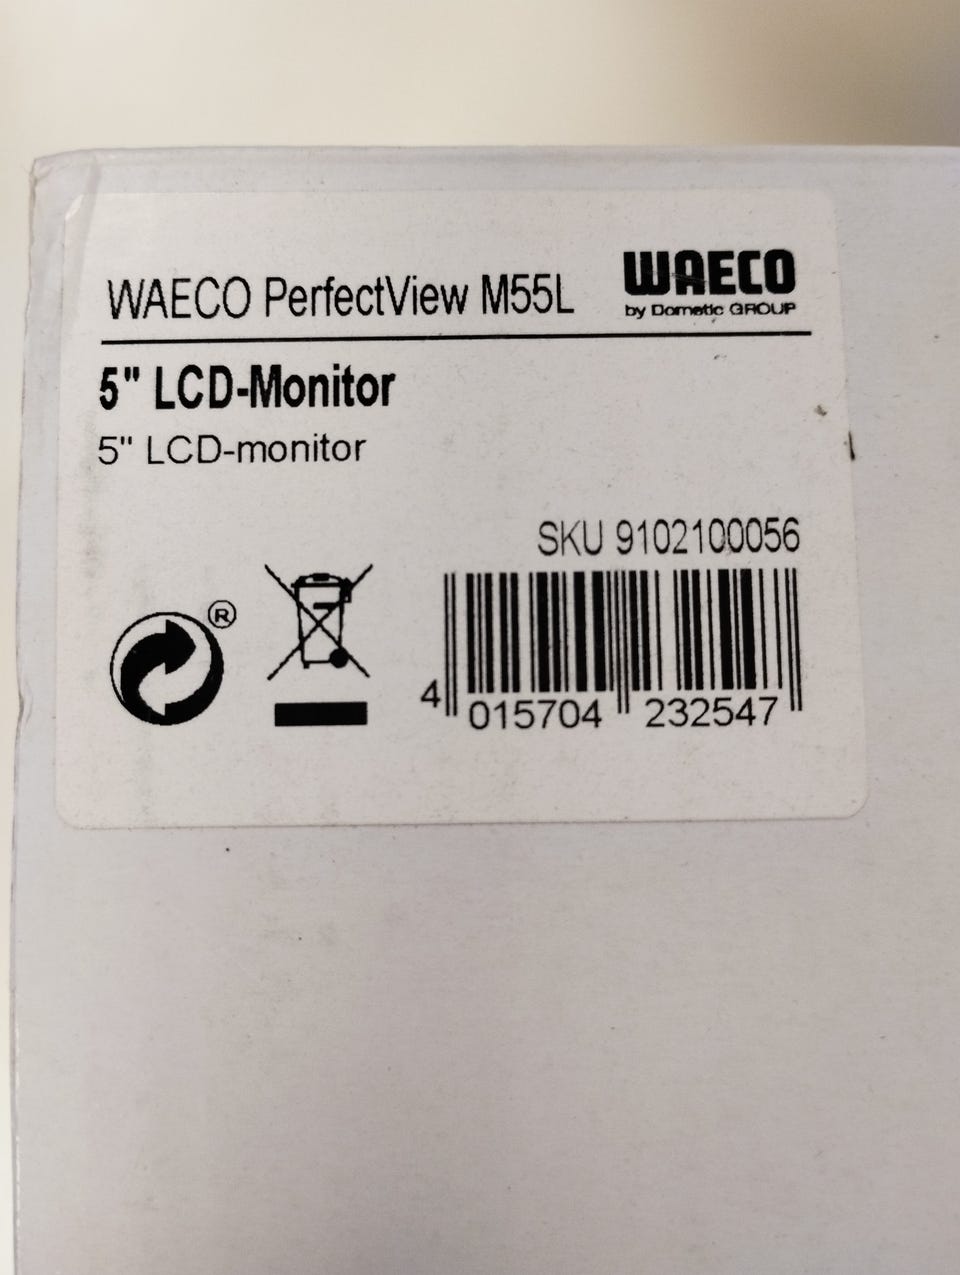 WAECO PerfectView M55L
WAECO
by Dometic GROUP
5" LCD-Monitor
5" LCD-monitor
SKU 9102100056
®
4 015704 232547